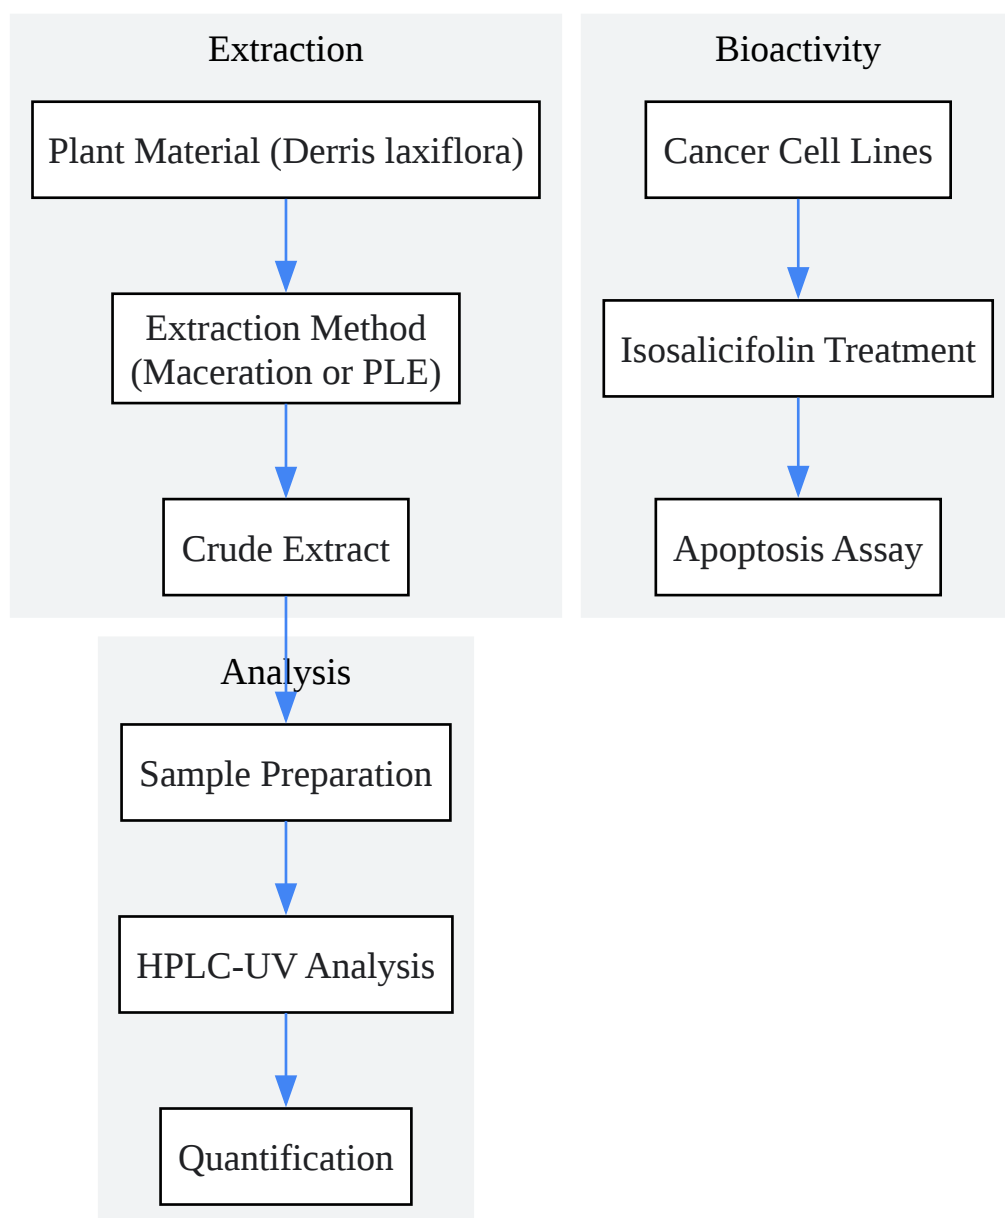 Extraction
Plant Material (Derris laxiflora)
Extraction Method
(Maceration or PLE)
Crude Extract
Analysis
Sample Preparation
HPLC-UV Analysis
Quantification
Bioactivity
Cancer Cell Lines
Isosalicifolin Treatment
Apoptosis Assay